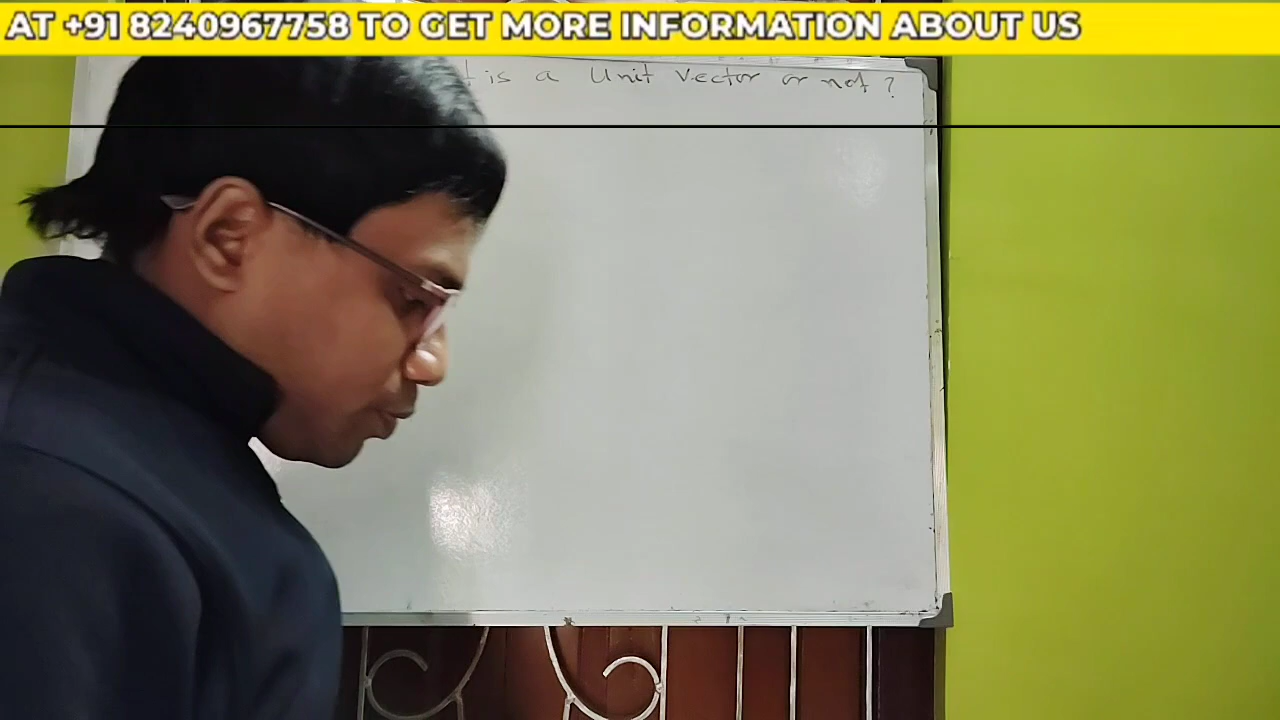 AT +91 8240967758 TO GET MORE INFORMATION ABOUT US
is a Unit vector or not ?